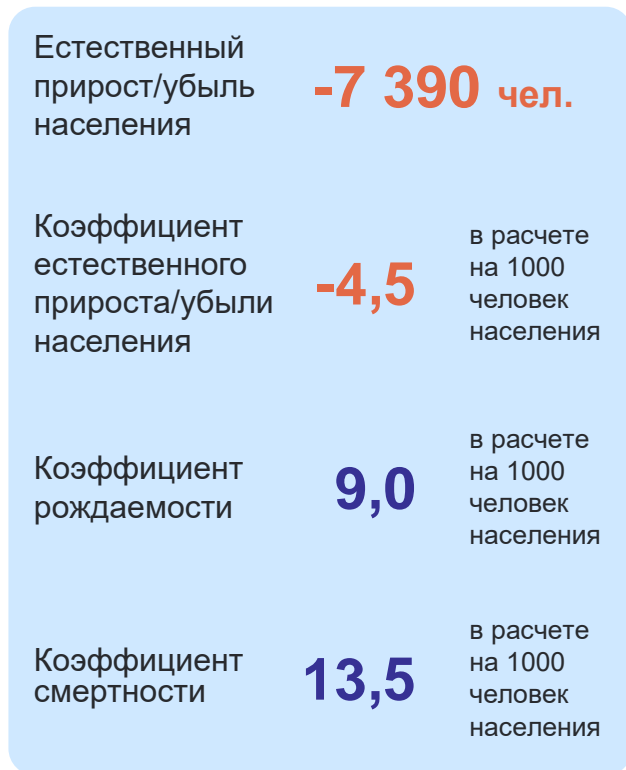 Естественный
прирост/убыль
населения
-7 390 чел.
Коэффициент
естественного
прироста/убыли
населения
-4,5
в расчете
на 1000
человек
населения
Коэффициент
рождаемости
9,0
в расчете
на 1000
человек
населения
Коэффициент
смертности
13,5
в расчете
на 1000
человек
населения